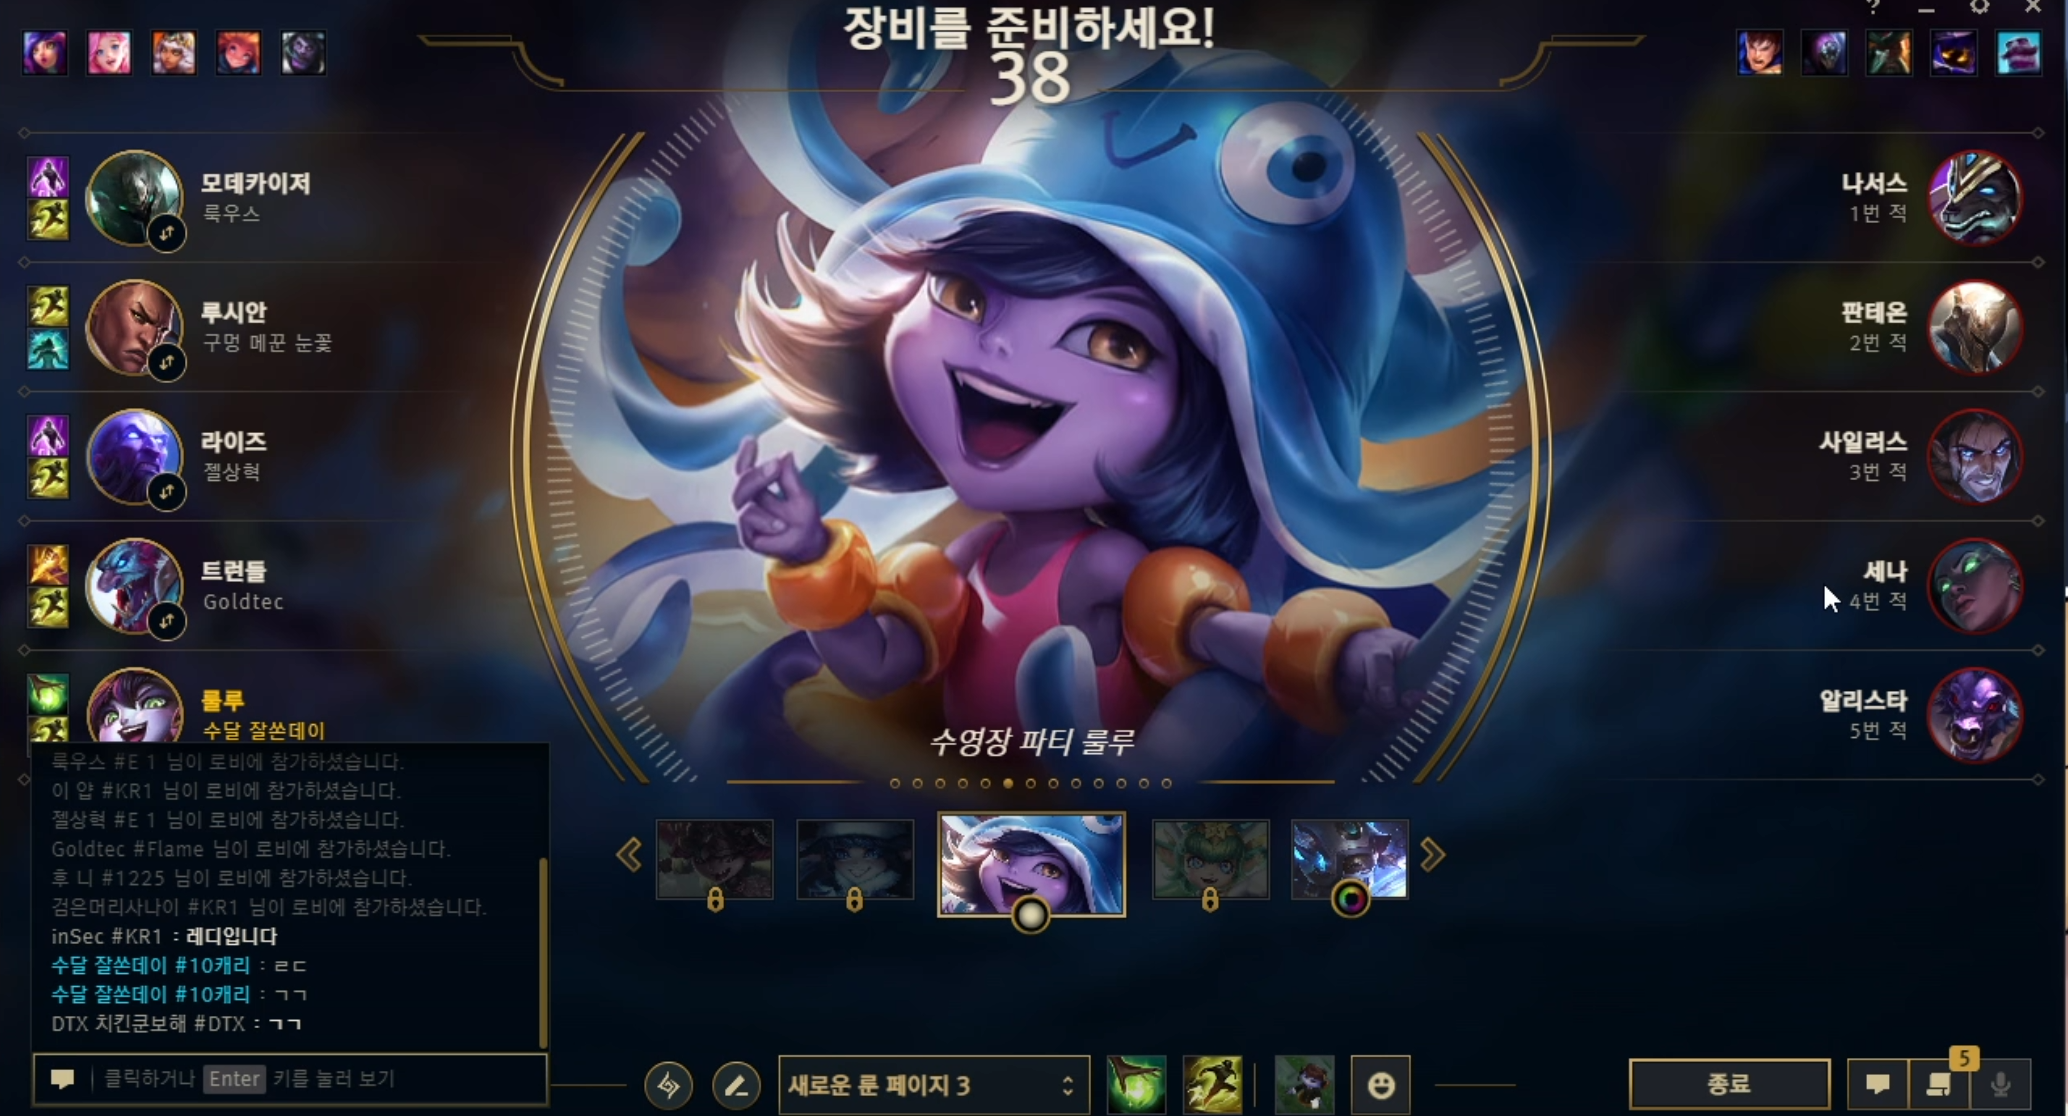 장비를 준비하세요!
38
모데카이저
룩우스
루시안
구멍 메꾼 눈꽃
라이즈
젤상혁
트런들
Goldtec
룰루
수달 잘쏜데이
나서스
1번 적
판테온
2번 적
사일러스
3번 적
세나
4번 적
알리스타
5번 적
수영장 파티 룰루
룩우스 #E 1 님이 로비에 참가하셨습니다.
이 얍 #KR1 님이 로비에 참가하셨습니다.
젤상혁 #E 1 님이 로비에 참가하셨습니다.
Goldtec #Flame 님이 로비에 참가하셨습니다.
후 니 #1225 님이 로비에 참가하셨습니다.
검은머리사나이 #KR1 님이 로비에 참가하셨습니다.
inSec #KR1 : 레디입니다
수달 잘쏜데이 #10캐리 : ㄹㄷ
수달 잘쏜데이 #10캐리 : ㄱㄱ
DTX 치킨쿤보해 #DTX : ㄱㄱ
클릭하거나 Enter 키를 눌러 보기
새로운 룬 페이지 3
종료
5